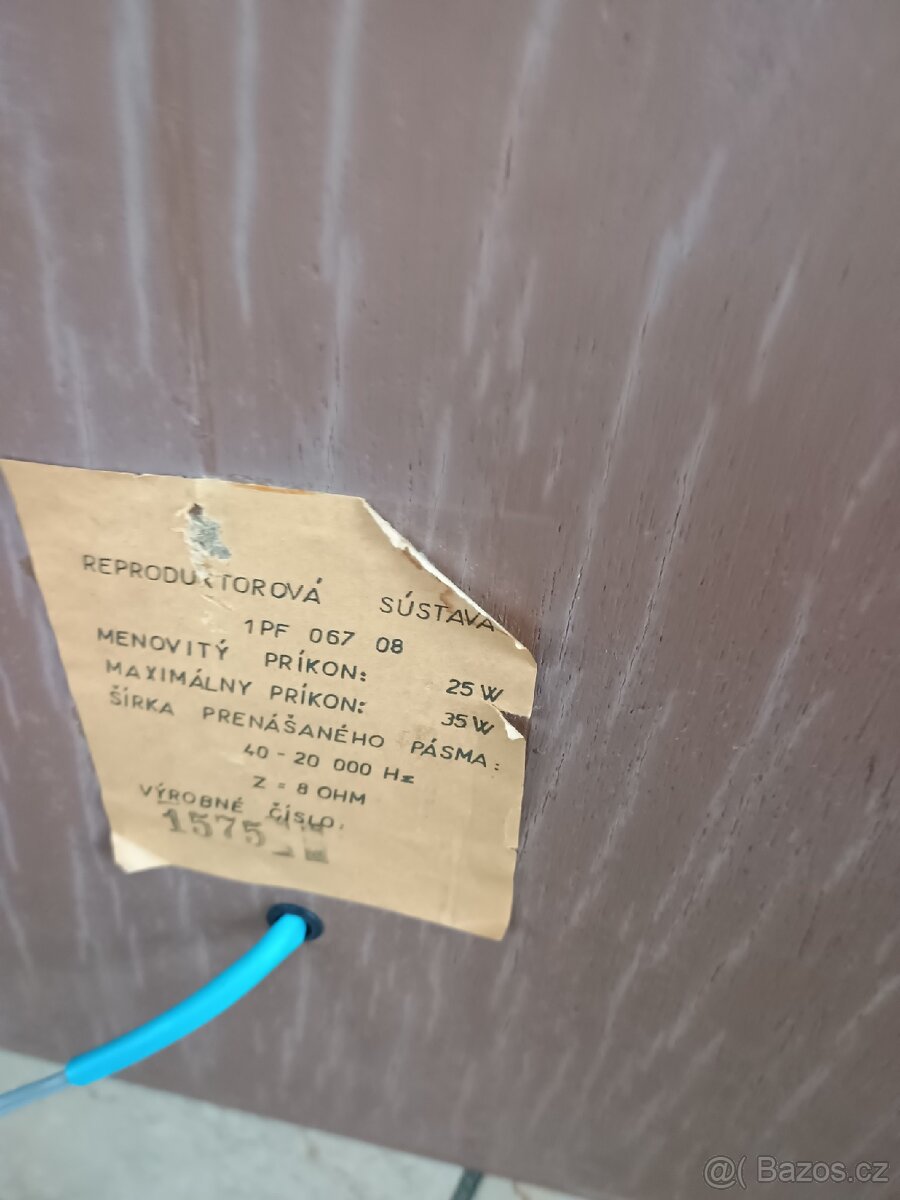 REPRODUKTOROVÁ SÚSTAVA
1PF 067 08
MENOVITÝ PRÍKON: 25 W
MAXIMÁLNY PRÍKON: 35 W
ŠÍRKA PRENÁŠANÉHO PÁSMA:
40 - 20 000 Hz
Z = 8 OHM
VÝROBNÉ ČÍSLO:
@( Bazos.cz